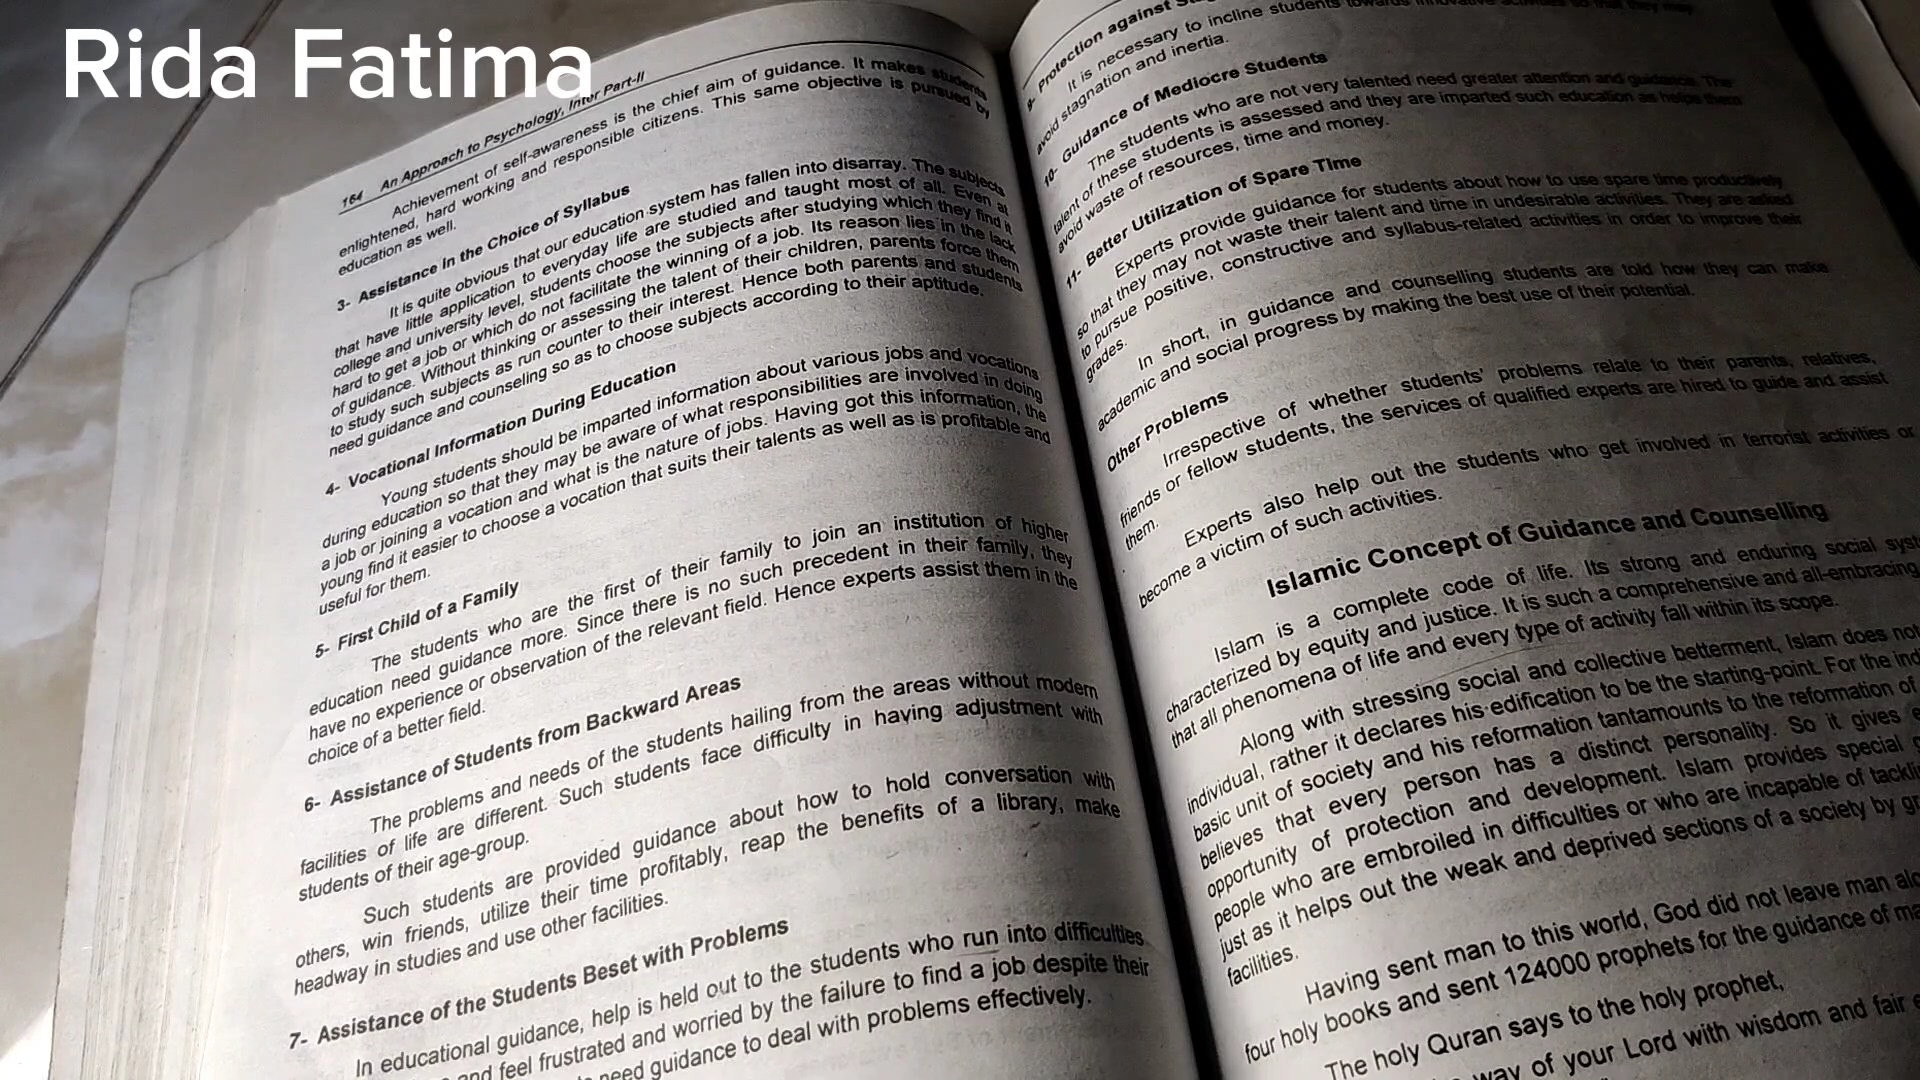 Rida Fatima
164 An Approach to Psychology, Inter Part-II
Achievement of self-awareness is the chief aim of guidance. It makes students
enlightened, hard working and responsible citizens. This same objective is pursued by
education as well.
3- Assistance in the Choice of Syllabus
It is quite obvious that our education system has fallen into disarray. The subjects
that have little application to everyday life are studied and taught most of all. Even at
college and university level, students choose the subjects after studying which they find it
hard to get a job or which do not facilitate the winning of a job. Its reason lies in the lack
of guidance. Without thinking or assessing the talent of their children, parents force them
to study such subjects as run counter to their interest. Hence both parents and students
need guidance and counseling so as to choose subjects according to their aptitude.
4- Vocational Information During Education
Young students should be imparted information about various jobs and vocations
during education so that they may be aware of what responsibilities are involved in doing
a job or joining a vocation and what is the nature of jobs. Having got this information, the
young find it easier to choose a vocation that suits their talents as well as is profitable and
useful for them.
5- First Child of a Family
The students who are the first of their family to join an institution of higher
education need guidance more. Since there is no such precedent in their family, they
have no experience or observation of the relevant field. Hence experts assist them in the
choice of a better field.
6- Assistance of Students from Backward Areas
The problems and needs of the students hailing from the areas without modern
facilities of life are different. Such students face difficulty in having adjustment with
students of their age-group.
Such students are provided guidance about how to hold conversation with
others, win friends, utilize their time profitably, reap the benefits of a library, make
headway in studies and use other facilities.
7- Assistance of the Students Beset with Problems
In educational guidance, help is held out to the students who run into difficulties
and feel frustrated and worried by the failure to find a job despite their
need guidance to deal with problems effectively.
9- Protection against
It is necessary to incline students towards innovative activities so that they may
avoid stagnation and inertia.
10- Guidance of Mediocre Students
The students who are not very talented need greater attention and guidance. The
talent of these students is assessed and they are imparted such education as helps them
avoid waste of resources, time and money.
11- Better Utilization of Spare Time
Experts provide guidance for students about how to use spare time productively
so that they may not waste their talent and time in undesirable activities. They are asked
to pursue positive, constructive and syllabus-related activities in order to improve their
grades.
In short, in guidance and counselling students are told how they can make
academic and social progress by making the best use of their potential.
Other Problems
Irrespective of whether students' problems relate to their parents, relatives,
friends or fellow students, the services of qualified experts are hired to guide and assist
them.
Experts also help out the students who get involved in terrorist activities or
become a victim of such activities.
Islamic Concept of Guidance and Counselling
Islam is a complete code of life. Its strong and enduring social
characterized by equity and justice. It is such a comprehensive and all-embracing
that all phenomena of life and every type of activity fall within its scope.
Along with stressing social and collective betterment, Islam does not
individual, rather it declares his edification to be the starting-point. For the
basic unit of society and his reformation tantamounts to the reformation of
believes that every person has a distinct personality. So it gives
opportunity of protection and development. Islam provides special
people who are embroiled in difficulties or who are incapable of
just as it helps out the weak and deprived sections of a society by
facilities.
Having sent man to this world, God did not leave man
four holy books and sent 124000 prophets for the guidance of
The holy Quran says to the holy prophet,
way of your Lord with wisdom and fair